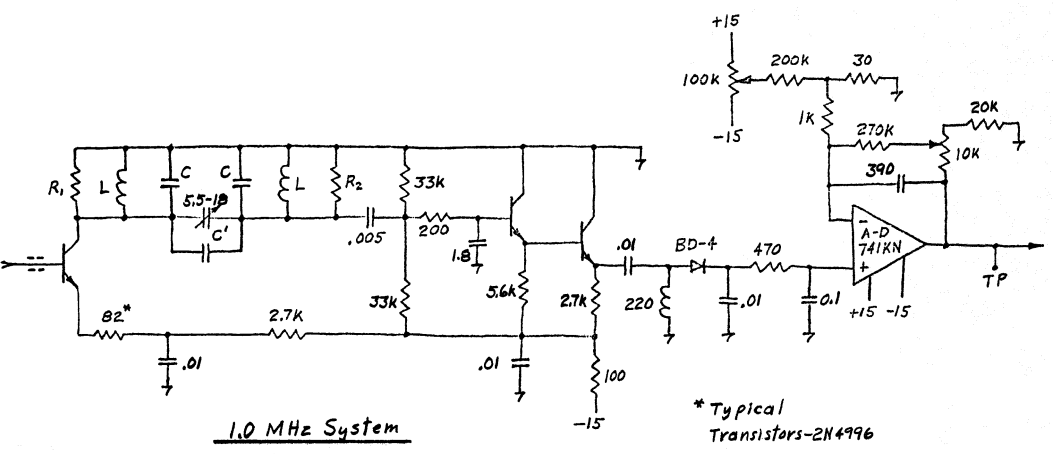 +15
100K
-15
200K
30
1K
270K
20K
10K
390
R₁
L
C
C
5.5-18
C'
L
R₂
33K
.005
200
1.8
33K
5.6K
2.7K
.01
BD-4
470
220
.01
0.1
-
A-D
741KN
+
+15
-15
TP
82*
2.7K
.01
.01
100
-15
1.0 MHz System
* Typical
Transistors-2N4996